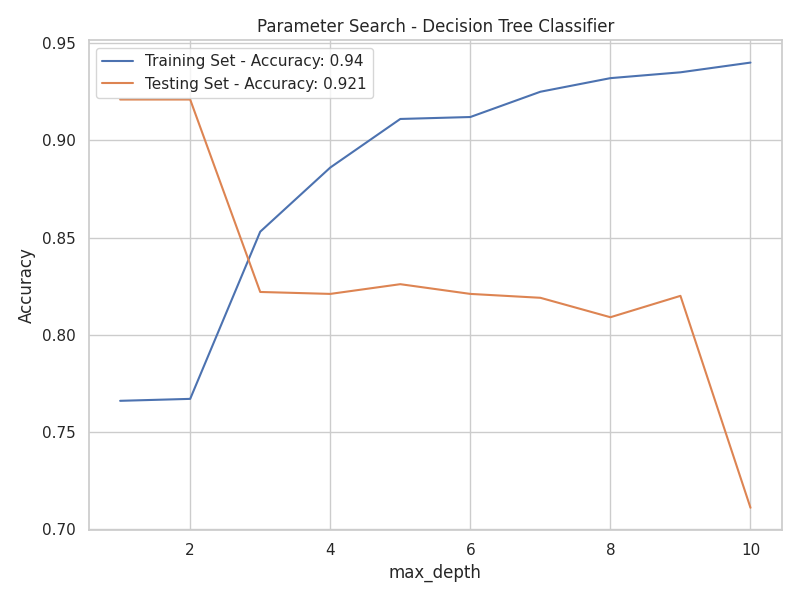 Parameter Search - Decision Tree Classifier
Training Set - Accuracy: 0.94
Testing Set - Accuracy: 0.921
0.95
0.90
0.85
0.80
0.75
0.70
Accuracy
2 4 6 8 10
max_depth